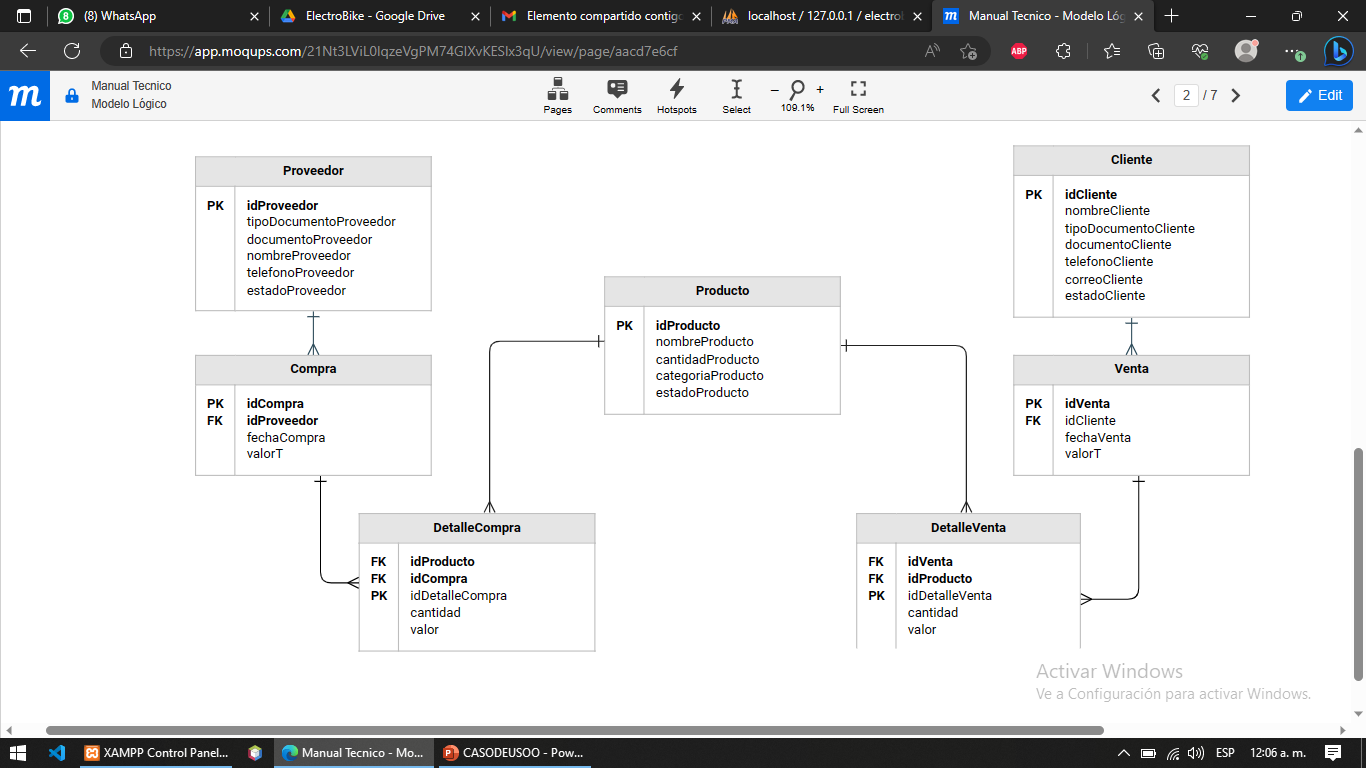 (8) WhatsApp
ElectroBike - Google Drive
Elemento compartido contigo
localhost / 127.0.0.1 / electrob
Manual Tecnico - Modelo Lóg
https://app.moqups.com/21Nt3LViL0IqzeVgPM74GlXvKESlx3qU/view/page/aacd7e6cf
ABP
m
Manual Tecnico
Modelo Lógico
Pages
Comments
Hotspots
Select
109.1%
Full Screen
2 / 7
Edit
Proveedor
PK idProveedor
tipoDocumentoProveedor
documentoProveedor
nombreProveedor
telefonoProveedor
estadoProveedor
Cliente
PK idCliente
nombreCliente
tipoDocumentoCliente
documentoCliente
telefonoCliente
correoCliente
estadoCliente
Producto
PK idProducto
nombreProducto
cantidadProducto
categoriaProducto
estadoProducto
Compra
PK idCompra
FK idProveedor
fechaCompra
valorT
Venta
PK idVenta
FK idCliente
fechaVenta
valorT
DetalleCompra
FK idProducto
FK idCompra
PK idDetalleCompra
cantidad
valor
DetalleVenta
FK idVenta
FK idProducto
PK idDetalleVenta
cantidad
valor
Activar Windows
Ve a Configuración para activar Windows.
XAMPP Control Panel...
Manual Tecnico - Mo...
CASODEUSOO - Pow...
ESP
12:06 a. m.